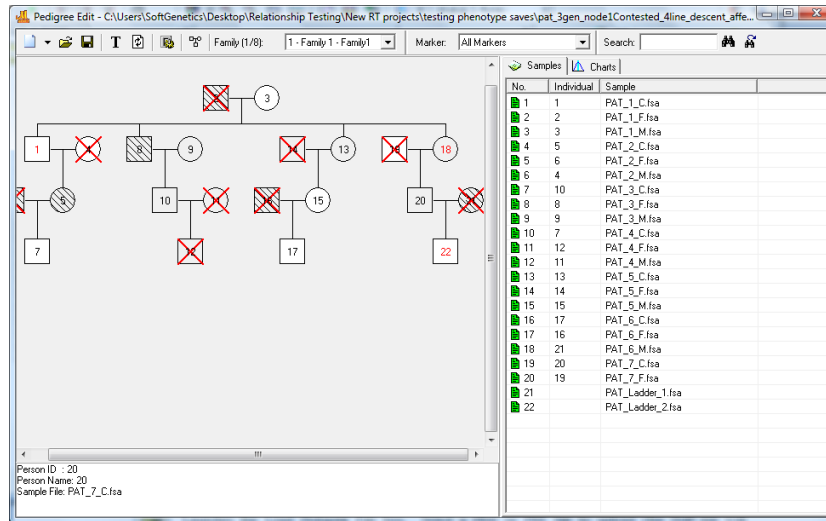 Pedigree Edit - C:\Users\SoftGenetics\Desktop\Relationship Testing\New RT projects\testing phenotype saves\pat_3gen_node1Contested_4line_descent_affe...
T Family (1/8): 1 - Family 1 - Family1 Marker: All Markers Search:
Samples Charts
No. Individual Sample
1 1 PAT_1_C.fsa
2 2 PAT_1_F.fsa
3 3 PAT_1_M.fsa
4 5 PAT_2_C.fsa
5 6 PAT_2_F.fsa
6 4 PAT_2_M.fsa
7 10 PAT_3_C.fsa
8 8 PAT_3_F.fsa
9 9 PAT_3_M.fsa
10 7 PAT_4_C.fsa
11 12 PAT_4_F.fsa
12 11 PAT_4_M.fsa
13 13 PAT_5_C.fsa
14 14 PAT_5_F.fsa
15 15 PAT_5_M.fsa
16 17 PAT_6_C.fsa
17 16 PAT_6_F.fsa
18 21 PAT_6_M.fsa
19 20 PAT_7_C.fsa
20 19 PAT_7_F.fsa
21 PAT_Ladder_1.fsa
22 PAT_Ladder_2.fsa
3
1 8 9 13 18
5 10 15 20
7 17 22
Person ID : 20
Person Name: 20
Sample File: PAT_7_C.fsa